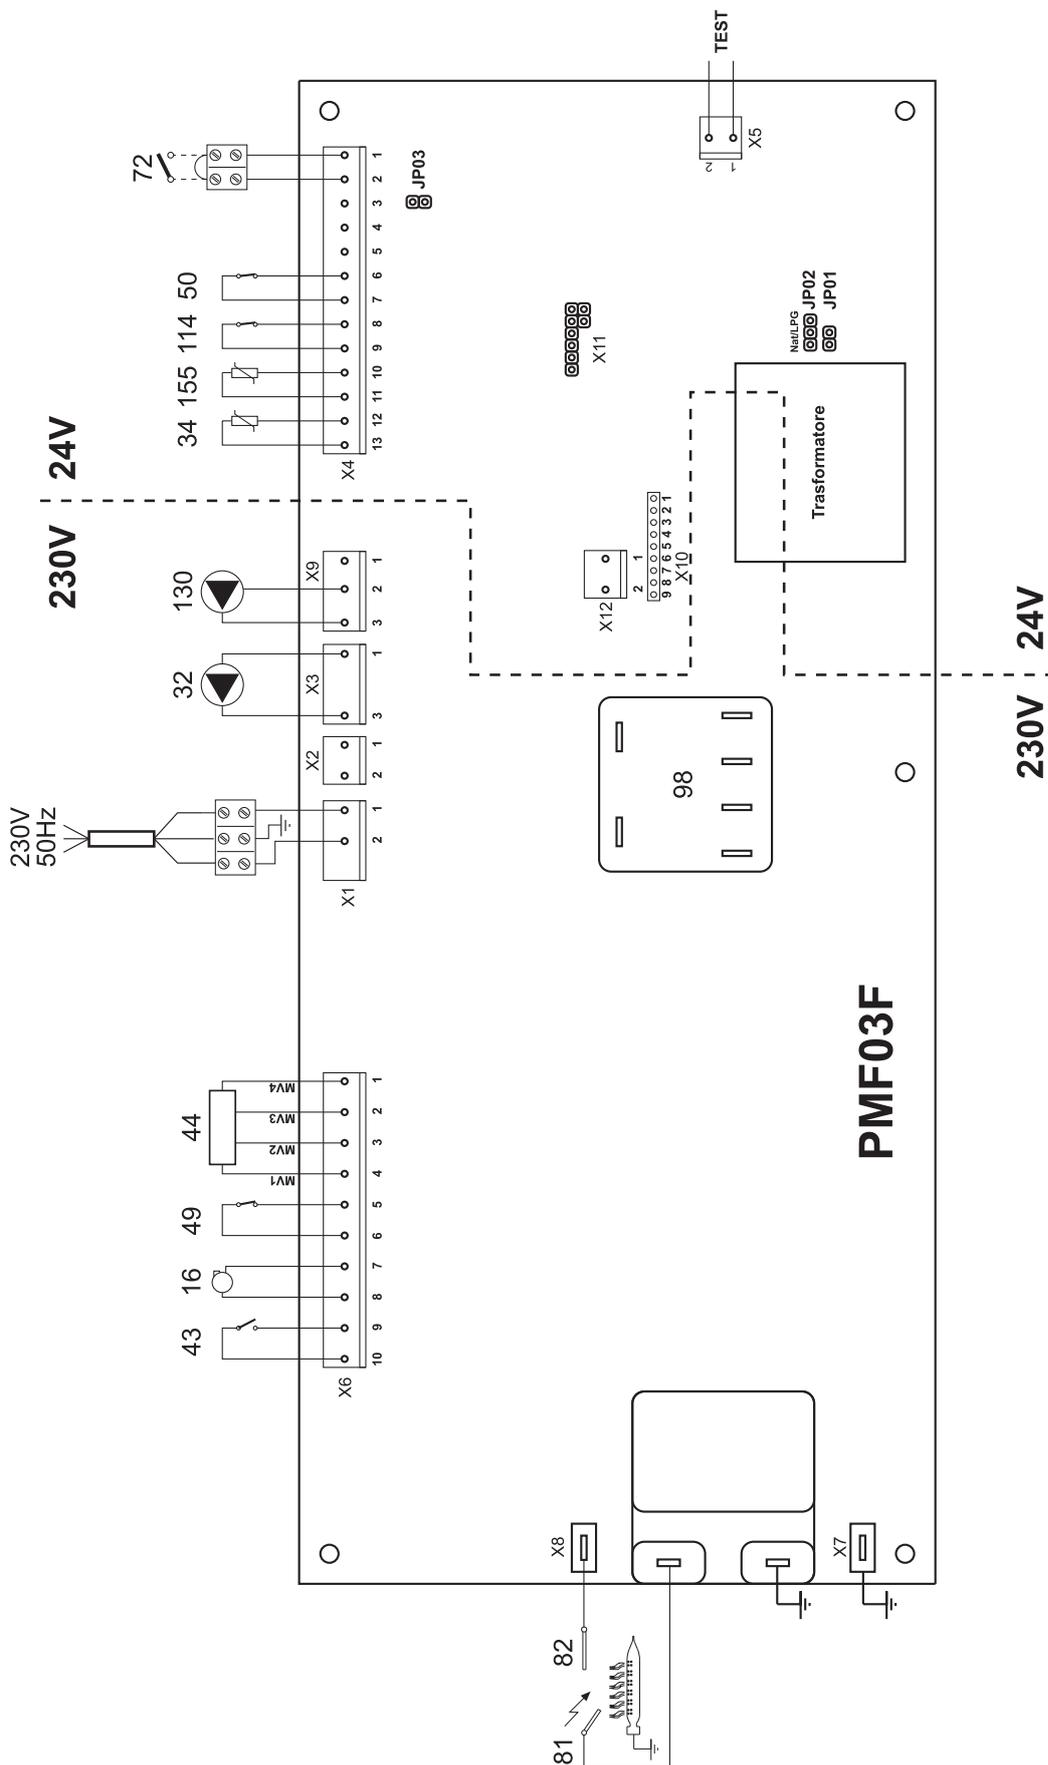 230V
50Hz
230V
24V
72
43
16
49
44
32
130
34
155
114
50
MV1
MV2
MV3
MV4
X6
10 9 8 7 6 5 4 3 2 1
X1
2 1
X2
2 1
X3
3 1
X9
3 2 1
X4
13 12 11 10 9 8 7 6 5 4 3 2 1
JP03
81
82
X8
X12
2 1
X11
X10
9 8 7 6 5 4 3 2 1
98
TEST
2 1
X5
Nat/LPG
JP02
JP01
Trasformatore
X7
PMF03F
230V
24V